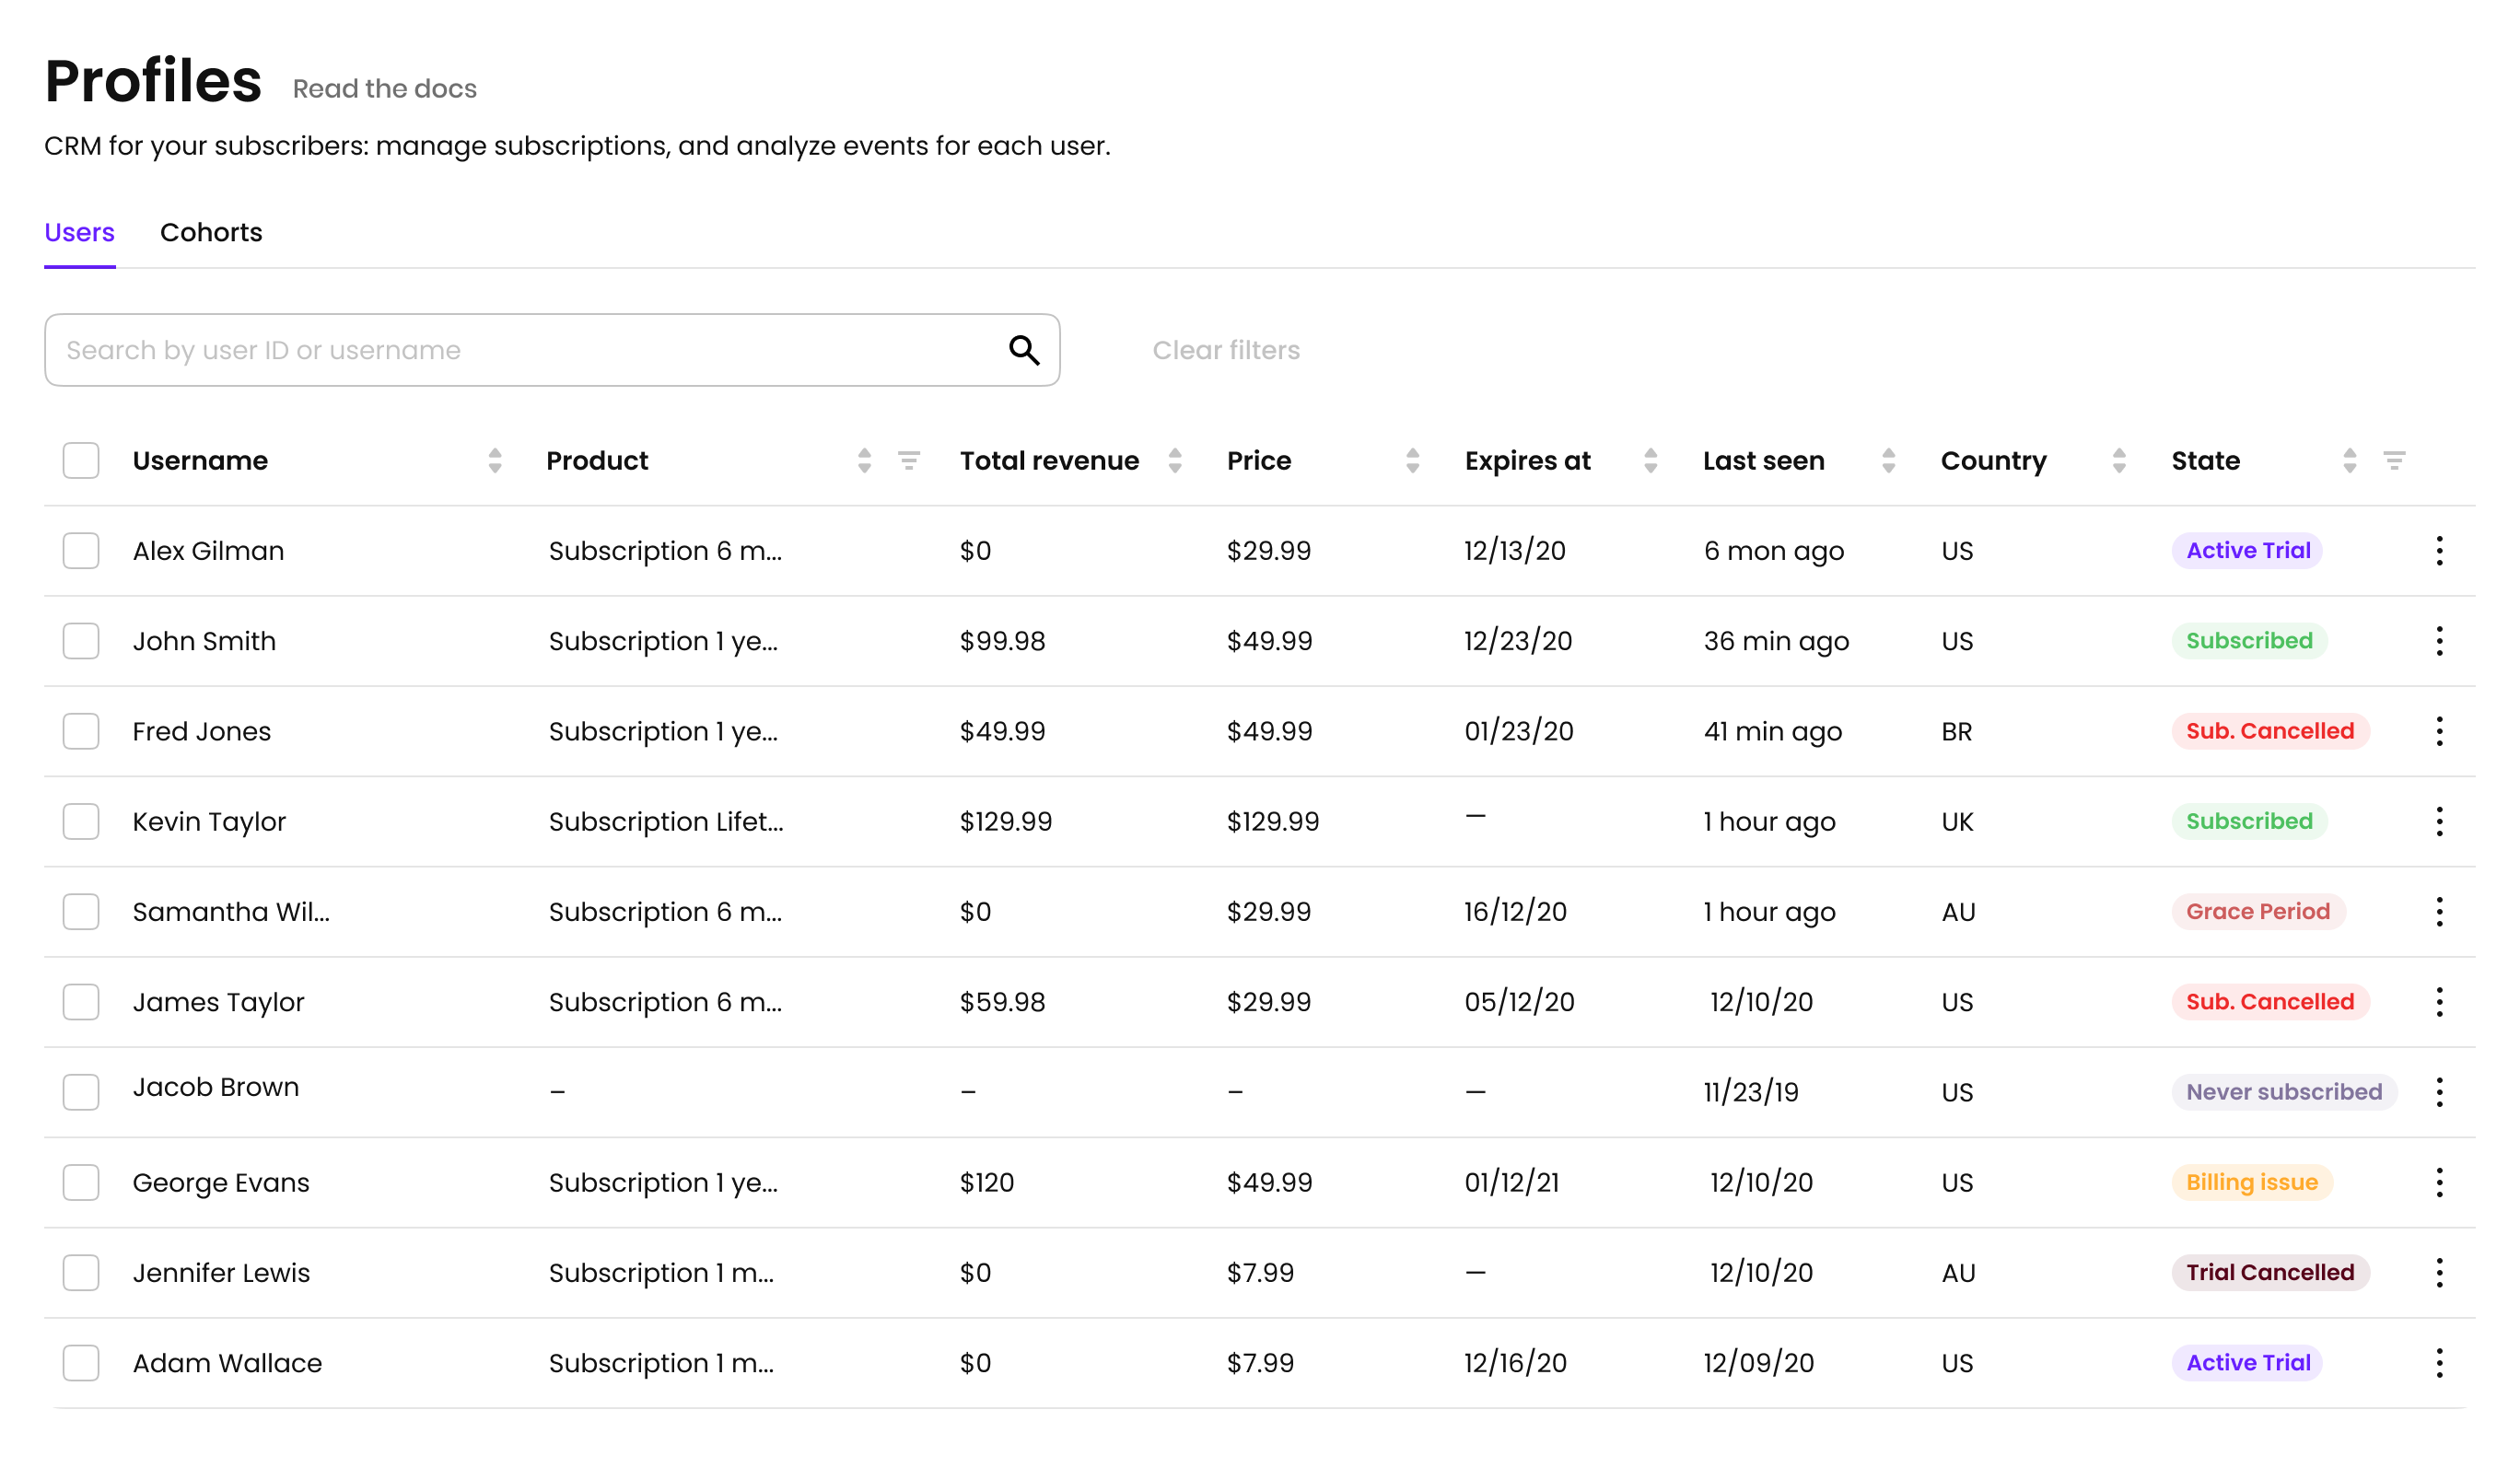 Profiles Read the docs
CRM for your subscribers: manage subscriptions, and analyze events for each user.
Users Cohorts
Search by user ID or username Clear filters
Username Product Total revenue Price Expires at Last seen Country State
Alex Gilman Subscription 6 m... $0 $29.99 12/13/20 6 mon ago US Active Trial
John Smith Subscription 1 ye... $99.98 $49.99 12/23/20 36 min ago US Subscribed
Fred Jones Subscription 1 ye... $49.99 $49.99 01/23/20 41 min ago BR Sub. Cancelled
Kevin Taylor Subscription Lifet... $129.99 $129.99 — 1 hour ago UK Subscribed
Samantha Wil... Subscription 6 m... $0 $29.99 16/12/20 1 hour ago AU Grace Period
James Taylor Subscription 6 m... $59.98 $29.99 05/12/20 12/10/20 US Sub. Cancelled
Jacob Brown – – – — 11/23/19 US Never subscribed
George Evans Subscription 1 ye... $120 $49.99 01/12/21 12/10/20 US Billing issue
Jennifer Lewis Subscription 1 m... $0 $7.99 — 12/10/20 AU Trial Cancelled
Adam Wallace Subscription 1 m... $0 $7.99 12/16/20 12/09/20 US Active Trial